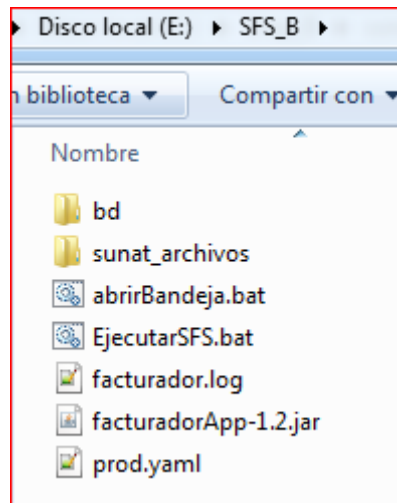 Disco local (E:) SFS_B
biblioteca Compartir con
Nombre
bd
sunat_archivos
abrirBandeja.bat
EjecutarSFS.bat
facturador.log
facturadorApp-1.2.jar
prod.yaml